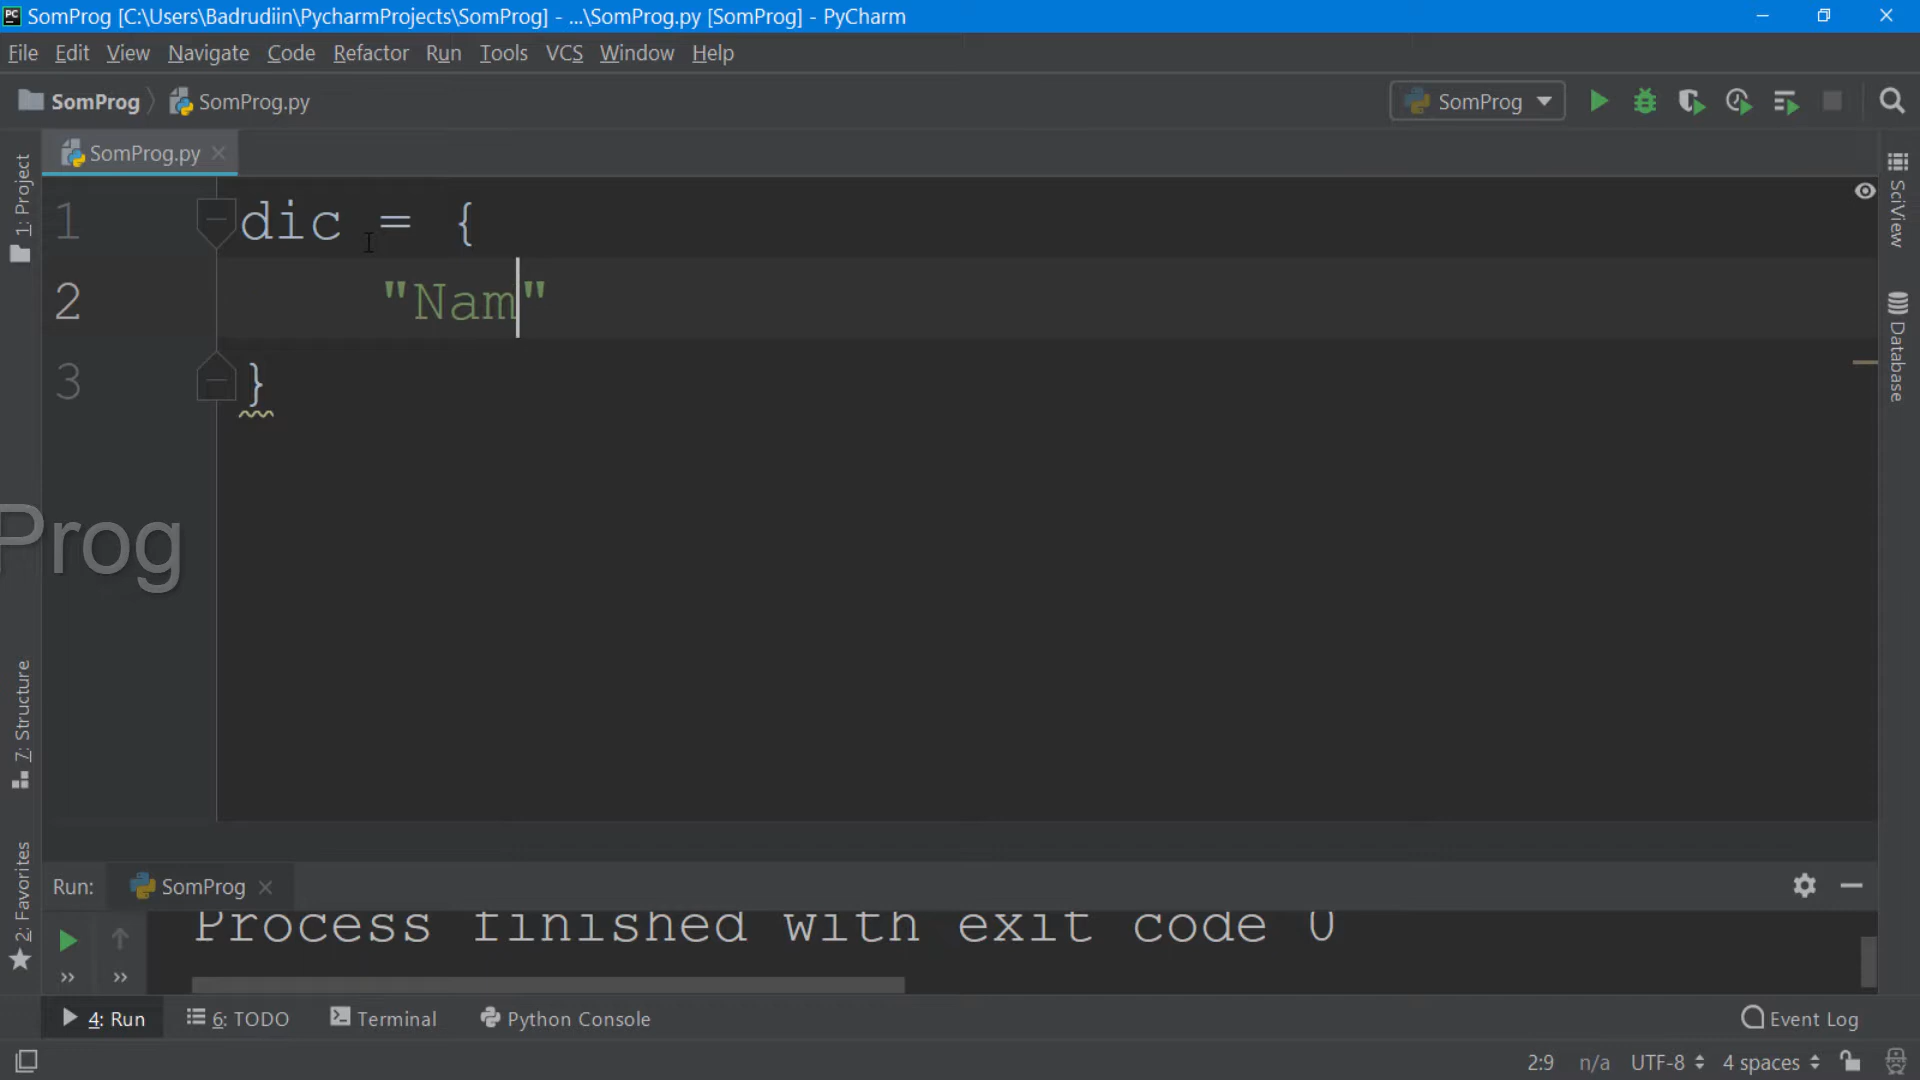 SomProg [C:\Users\Badrudiin\PycharmProjects\SomProg] - ...\SomProg.py [SomProg] - PyCharm
File Edit View Navigate Code Refactor Run Tools VCS Window Help
SomProg SomProg.py SomProg
SomProg.py
1: Project
SciView
Database
1 dic = {
2 "Nam"
3 }
Prog
7: Structure
2: Favorites
Run: SomProg
Process finished with exit code 0
4: Run 6: TODO Terminal Python Console Event Log
2:9 n/a UTF-8 4 spaces